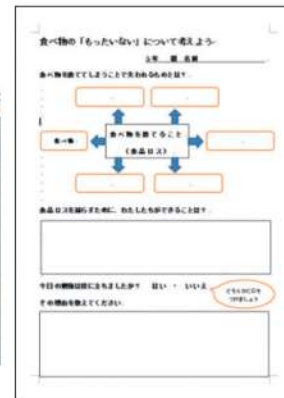 食べ物の「もったいない」について考えよう
5年 組 名前
食べ物を捨ててしまうことで失われるものとは?
食べ物
食べ物を捨てること
(食品ロス)
食品ロスを減らすために、わたしたちができることは?
今日の授業は役に立ちましたか? はい ・ いいえ
どちらかに○を
つけましょう
その理由を教えてください